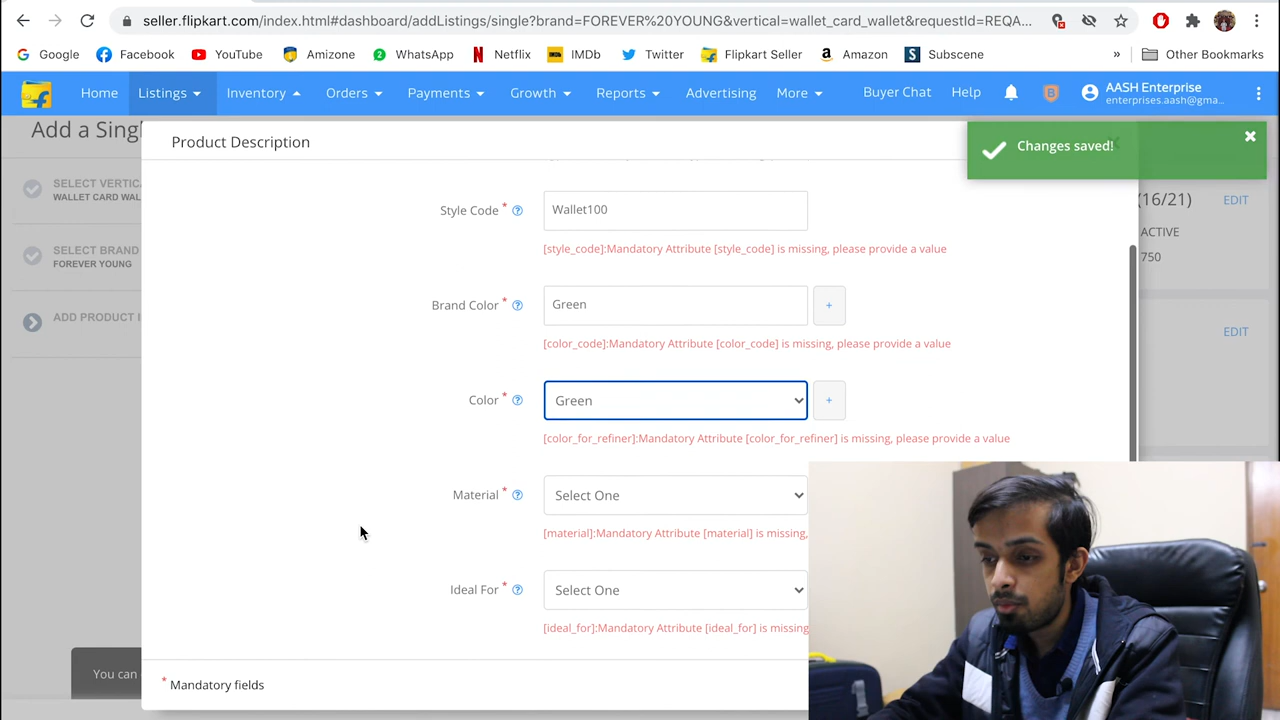 seller.flipkart.com/index.html#dashboard/addListings/single?brand=FOREVER%20YOUNG&vertical=wallet_card_wallet&requestId=REQA...
Google Facebook YouTube Amizone WhatsApp Netflix IMDb Twitter Flipkart Seller Amazon Subscene » Other Bookmarks
Home Listings Inventory Orders Payments Growth Reports Advertising More Buyer Chat Help AASH Enterprise
enterprises.aash@gma...
Add a Sing
Product Description
Changes saved!
SELECT VERTICA
WALLET CARD WAL
(16/21) EDIT
Style Code * Wallet100
ACTIVE
[style_code]:Mandatory Attribute [style_code] is missing, please provide a value
SELECT BRAND
FOREVER YOUNG
750
Brand Color * Green +
ADD PRODUCT I
EDIT
[color_code]:Mandatory Attribute [color_code] is missing, please provide a value
Color * Green +
[color_for_refiner]:Mandatory Attribute [color_for_refiner] is missing, please provide a value
Material * Select One
[material]:Mandatory Attribute [material] is missing,
Ideal For * Select One
[ideal_for]:Mandatory Attribute [ideal_for] is missing
You can
* Mandatory fields